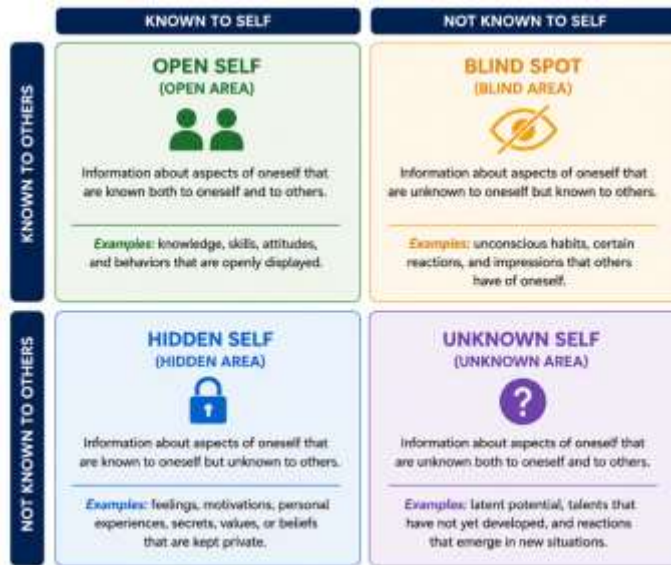 KNOWN TO SELF
NOT KNOWN TO SELF
KNOWN TO OTHERS
OPEN SELF
(OPEN AREA)
Information about aspects of oneself that
are known both to oneself and to others.
Examples: knowledge, skills, attitudes,
and behaviors that are openly displayed.
BLIND SPOT
(BLIND AREA)
Information about aspects of oneself that
are unknown to oneself but known to others.
Examples: unconscious habits, certain
reactions, and impressions that others
have of oneself.
NOT KNOWN TO OTHERS
HIDDEN SELF
(HIDDEN AREA)
Information about aspects of oneself that
are known to oneself but unknown to others.
Examples: feelings, motivations, personal
experiences, secrets, values, or beliefs
that are kept private.
UNKNOWN SELF
(UNKNOWN AREA)
?
Information about aspects of oneself that
are unknown both to oneself and to others.
Examples: latent potential, talents that
have not yet developed, and reactions
that emerge in new situations.